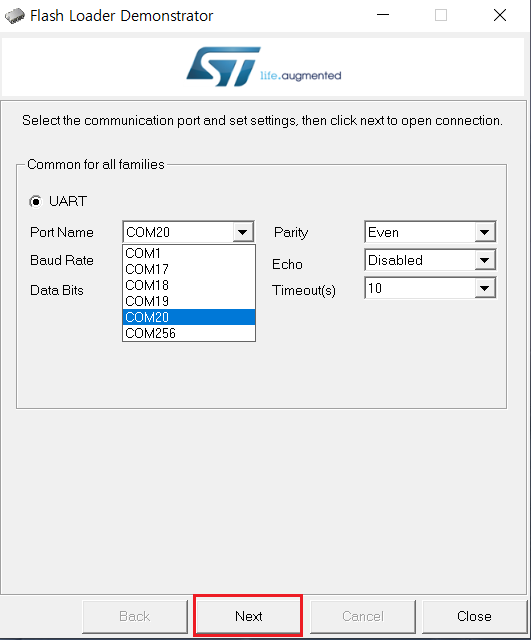 Flash Loader Demonstrator
ST life.augmented
Select the communication port and set settings, then click next to open connection.
Common for all families
UART
Port Name COM20 Parity Even
COM1
Baud Rate COM17 Echo Disabled
COM18
Data Bits COM19 Timeout(s) 10
COM20
COM256
Back Next Cancel Close